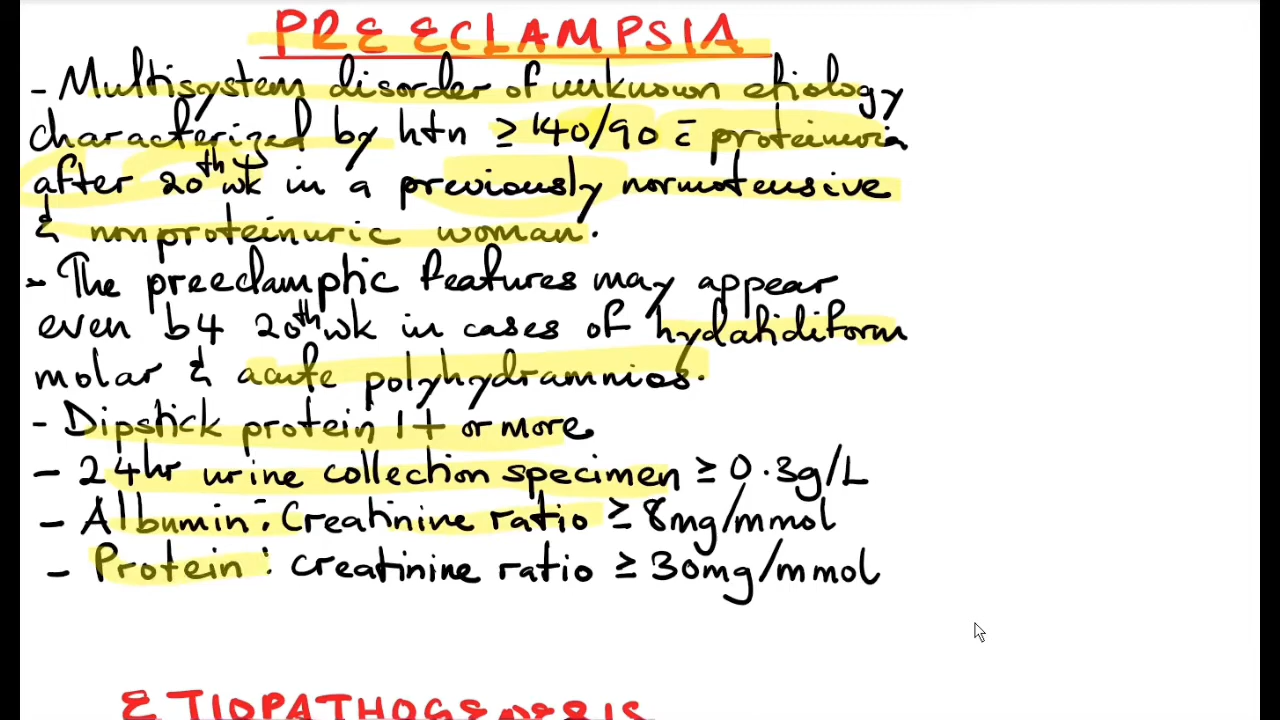 PREECLAMPSIA
- Multisystem disorder of unknown etiology
characterized by htn ≥ 140/90 c̄ proteinuria
after 20th wk in a previously normotensive
& nonproteinuric woman.
- The preeclamptic features may appear
even b4 20th wk in cases of hydatidiform
molar & acute polyhydramnios.
- Dipstick protein 1+ or more
- 24hr urine collection specimen ≥ 0.3g/L
- Albumin: Creatinine ratio ≥ 8mg/mmol
- Protein: creatinine ratio ≥ 30mg/mmol
ETIOPATHOGENESIS